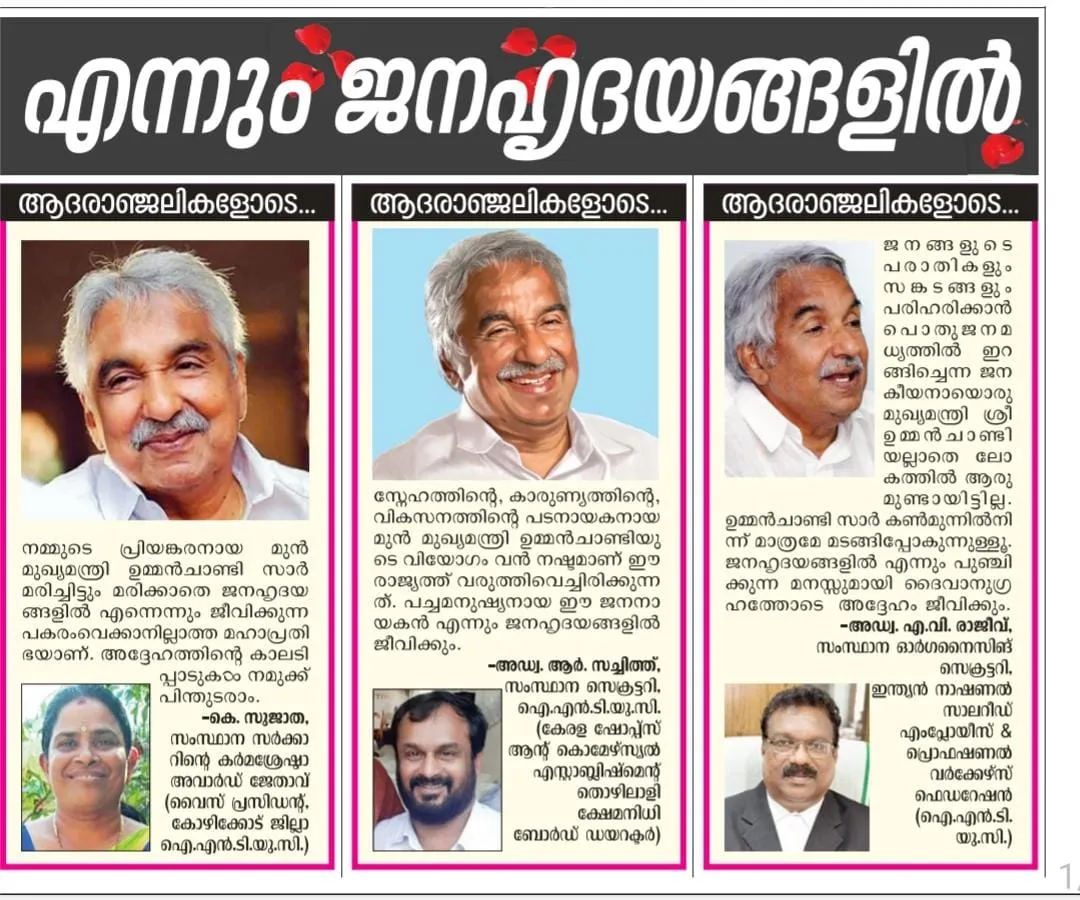 എന്നും ജനഹൃദയങ്ങളിൽ
ആദരാഞ്ജലികളോടെ...
നമ്മുടെ പ്രിയങ്കരനായ മുൻ
മുഖ്യമന്ത്രി ഉമ്മൻചാണ്ടി സാർ
മരിച്ചിട്ടും മരിക്കാതെ ജനഹൃദയ
ങ്ങളിൽ എന്നെന്നും ജീവിക്കുന്ന
പകരംവെക്കാനില്ലാത്ത മഹാപ്രതി
ഭയാണ്. അദ്ദേഹത്തിന്റെ കാലടി
പ്പാടുകൾ നമുക്ക്
പിന്തുടരാം.
-കെ. സുജാത,
സംസ്ഥാന സർക്കാ
റിന്റെ കർമശ്രേഷ്ഠാ
അവാർഡ് ജേതാവ്
(വൈസ് പ്രസിഡന്റ്,
കോഴിക്കോട് ജില്ലാ
ഐ.എൻ.ടി.യു.സി.)
ആദരാഞ്ജലികളോടെ...
സ്നേഹത്തിന്റെ, കാരുണ്യത്തിന്റെ,
വികസനത്തിന്റെ പടനായകനായ
മുൻ മുഖ്യമന്ത്രി ഉമ്മൻചാണ്ടിയു
ടെ വിയോഗം വൻ നഷ്ടമാണ് ഈ
രാജ്യത്ത് വരുത്തിവെച്ചിരിക്കുന്ന
ത്. പച്ചമനുഷ്യനായ ഈ ജനനാ
യകൻ എന്നും ജനഹൃദയങ്ങളിൽ
ജീവിക്കും.
-അഡ്വ. ആർ. സച്ചിത്ത്,
സംസ്ഥാന സെക്രട്ടറി,
ഐ.എൻ.ടി.യു.സി.
(കേരള ഷോപ്സ്
ആന്റ് കൊമേഴ്സ്യൽ
എസ്റ്റാബ്ലിഷ്മെന്റ്
തൊഴിലാളി
ക്ഷേമനിധി
ബോർഡ് ഡയറക്ടർ)
ആദരാഞ്ജലികളോടെ...
ജനങ്ങളുടെ
പരാതികളും
സങ്കടങ്ങളും
പരിഹരിക്കാൻ
പൊതുജനമ
ധ്യത്തിൽ ഇറ
ങ്ങിച്ചെന്ന ജന
കീയനായൊരു
മുഖ്യമന്ത്രി ശ്രീ
ഉമ്മൻചാണ്ടി
യല്ലാതെ ലോ
കത്തിൽ ആരു
മുണ്ടായിട്ടില്ല.
ഉമ്മൻചാണ്ടി സാർ കൺമുന്നിൽനി
ന്ന് മാത്രമേ മടങ്ങിപ്പോകുന്നുള്ളൂ.
ജനഹൃദയങ്ങളിൽ എന്നും പുഞ്ചി
ക്കുന്ന മനസ്സുമായി ദൈവാനുഗ്ര
ഹത്തോടെ അദ്ദേഹം ജീവിക്കും.
-അഡ്വ. എ.വി. രാജീവ്,
സംസ്ഥാന ഓർഗനൈസിങ്
സെക്രട്ടറി,
ഇന്ത്യൻ നാഷണൽ
സാലറീഡ്
എംപ്ലോയീസ് &
പ്രൊഫഷണൽ
വർക്കേഴ്സ്
ഫെഡറേഷൻ
(ഐ.എൻ.ടി.
യു.സി.)